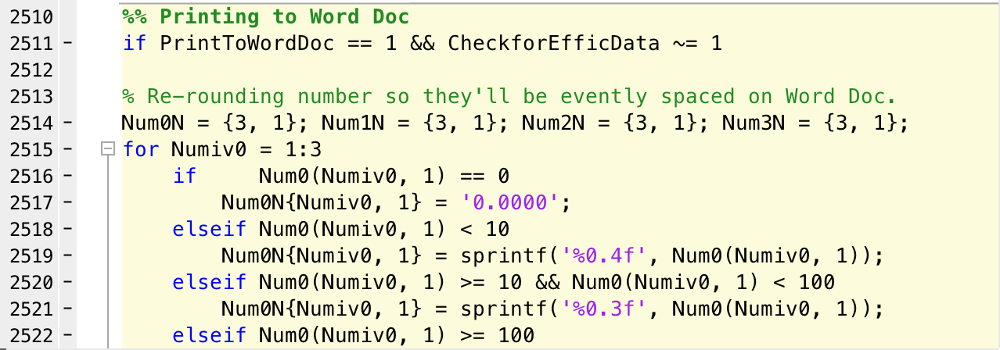 2510 %% Printing to Word Doc
2511 - if PrintToWordDoc == 1 && CheckforEfficData ~= 1
2512
2513 % Re-rounding number so they'll be evently spaced on Word Doc.
2514 - Num0N = {3, 1}; Num1N = {3, 1}; Num2N = {3, 1}; Num3N = {3, 1};
2515 - for Numiv0 = 1:3
2516 - if Num0(Numiv0, 1) == 0
2517 - Num0N{Numiv0, 1} = '0.0000';
2518 - elseif Num0(Numiv0, 1) < 10
2519 - Num0N{Numiv0, 1} = sprintf('%0.4f', Num0(Numiv0, 1));
2520 - elseif Num0(Numiv0, 1) >= 10 && Num0(Numiv0, 1) < 100
2521 - Num0N{Numiv0, 1} = sprintf('%0.3f', Num0(Numiv0, 1));
2522 - elseif Num0(Numiv0, 1) >= 100